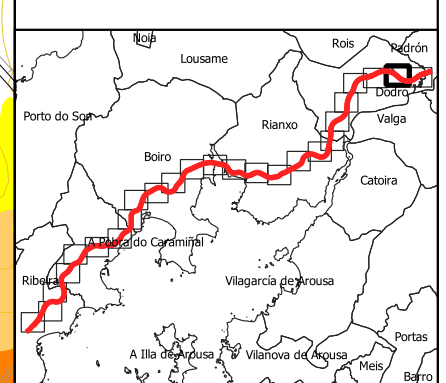 Noia
Rois
Padrón
Lousame
Dodro
Porto do Son
Rianxo
Valga
Boiro
Catoira
A Pobra do Caramiñal
Ribeira
Vilagarcía de Arousa
Portas
A Illa de Arousa
Vilanova de Arousa
Meis
Barro